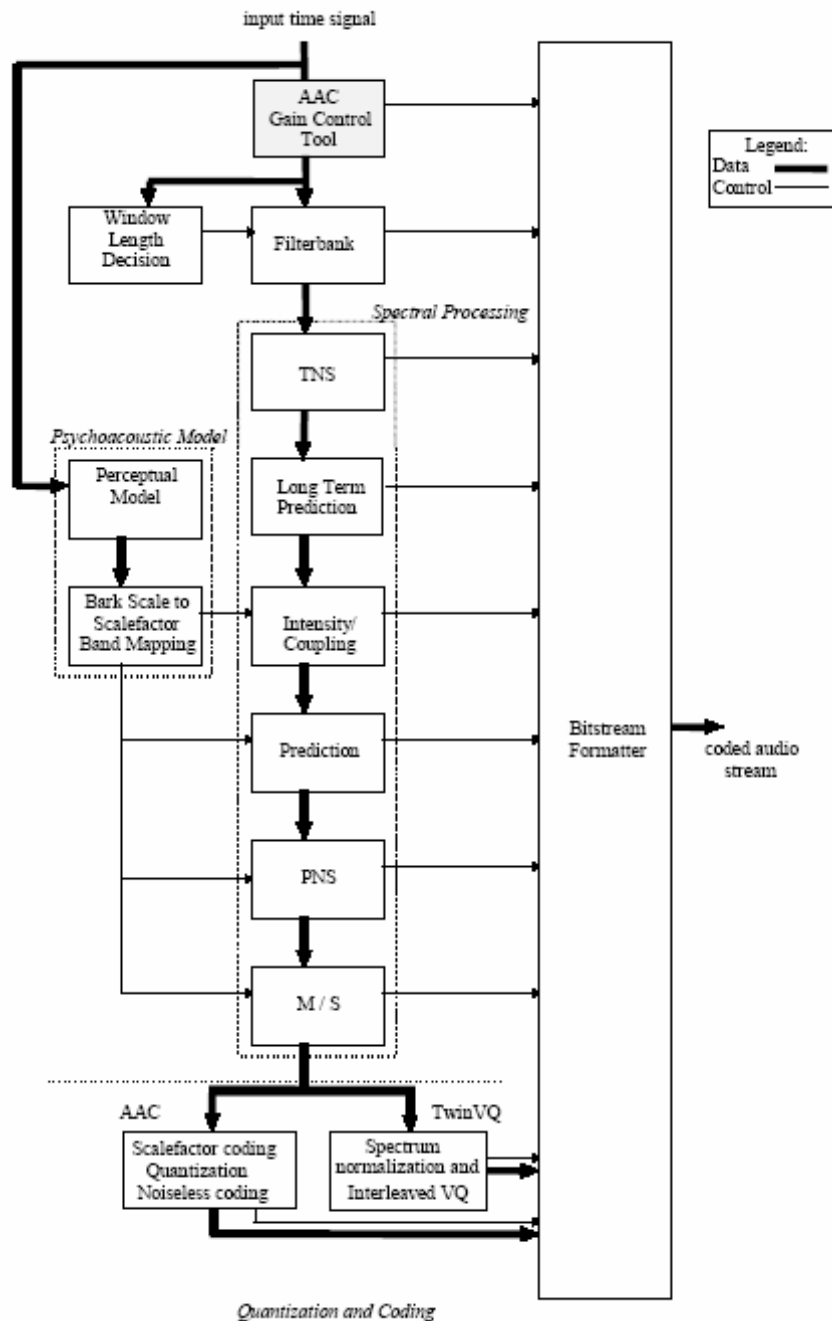 input time signal
AAC
Gain Control
Tool
Legend:
Data
Control
Window
Length
Decision
Filterbank
Spectral Processing
TNS
Psychoacoustic Model
Perceptual
Model
Long Term
Prediction
Bark Scale to
Scalefactor
Band Mapping
Intensity/
Coupling
Prediction
Bitstream
Formatter
coded audio
stream
PNS
M / S
AAC
TwinVQ
Scalefactor coding
Quantization
Noiseless coding
Spectrum
normalization and
Interleaved VQ
Quantization and Coding